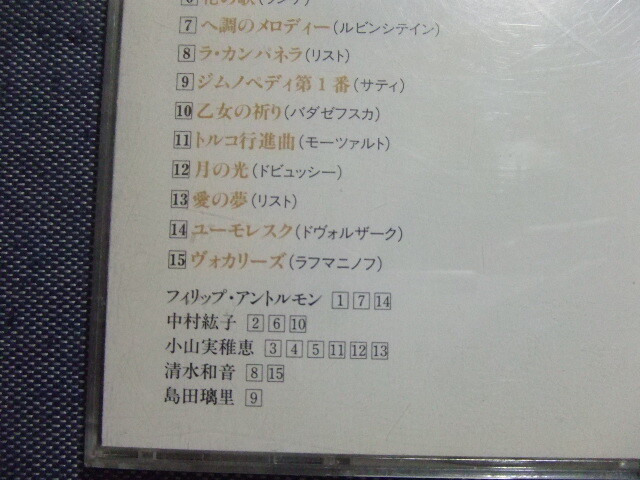 6 花の歌(ランゲ)
7 ヘ調のメロディー(ルビンシテイン)
8 ラ・カンパネラ(リスト)
9 ジムノペディ第1番(サティ)
10 乙女の祈り(バダゼフスカ)
11 トルコ行進曲(モーツァルト)
12 月の光(ドビュッシー)
13 愛の夢(リスト)
14 ユーモレスク(ドヴォルザーク)
15 ヴォカリーズ(ラフマニノフ)
フィリップ・アントルモン 1 7 14
中村紘子 2 6 10
小山実稚恵 3 4 5 11 12 13
清水和音 8 15
島田璃里 9